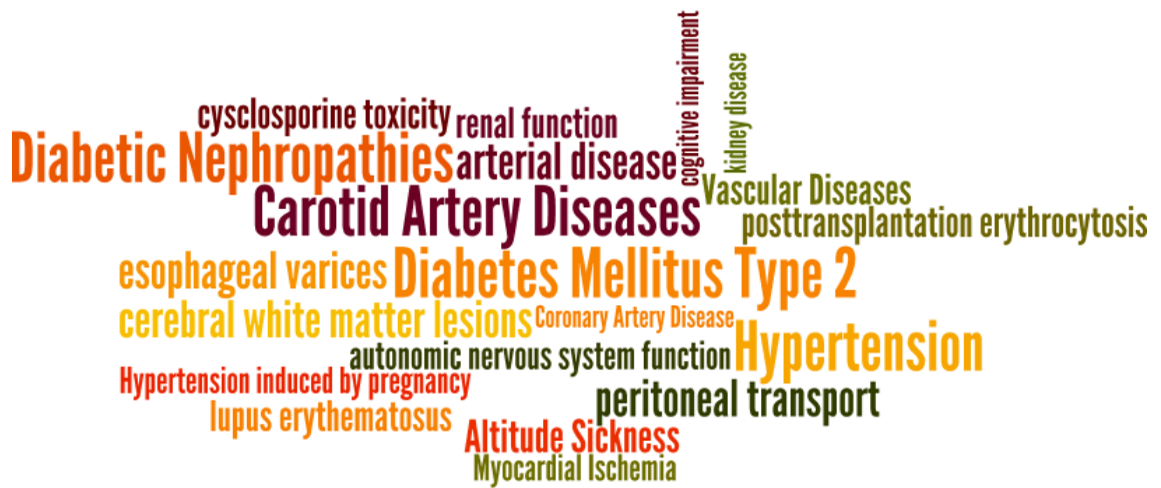 cognitive impairment
kidney disease
cysclosporine toxicity
renal function
Diabetic Nephropathies
arterial disease
Vascular Diseases
Carotid Artery Diseases
posttransplantation erythrocytosis
esophageal varices
Diabetes Mellitus Type 2
cerebral white matter lesions
Coronary Artery Disease
Hypertension
autonomic nervous system function
Hypertension induced by pregnancy
peritoneal transport
lupus erythematosus
Altitude Sickness
Myocardial Ischemia